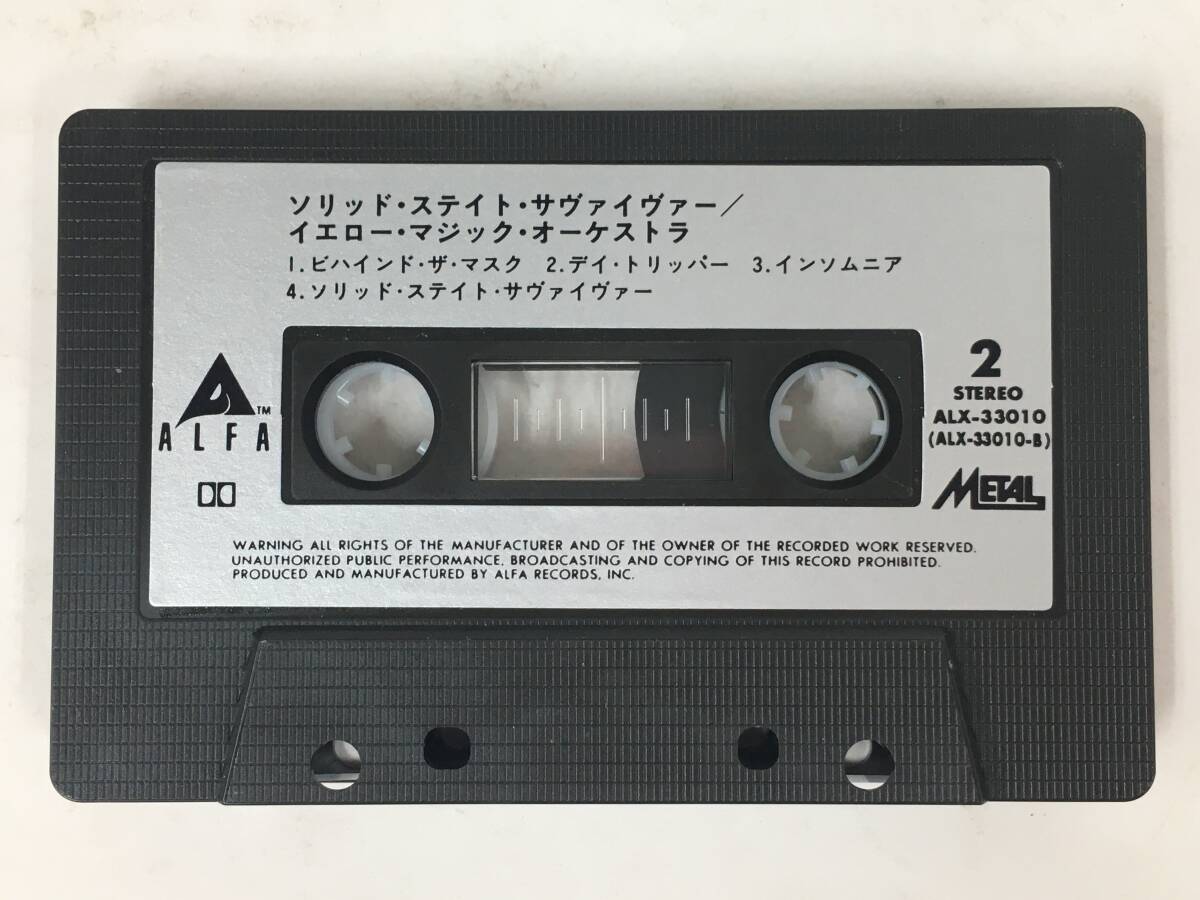 ソリッド・ステイト・サヴァイヴァー/
イエロー・マジック・オーケストラ
1.ビハインド・ザ・マスク 2.デイ・トリッパー 3.インソムニア
4.ソリッド・ステイト・サヴァイヴァー
ALFA™
2
STEREO
ALX-33010
(ALX-33010-B)
METAL
WARNING ALL RIGHTS OF THE MANUFACTURER AND OF THE OWNER OF THE RECORDED WORK RESERVED.
UNAUTHORIZED PUBLIC PERFORMANCE, BROADCASTING AND COPYING OF THIS RECORD PROHIBITED.
PRODUCED AND MANUFACTURED BY ALFA RECORDS, INC.